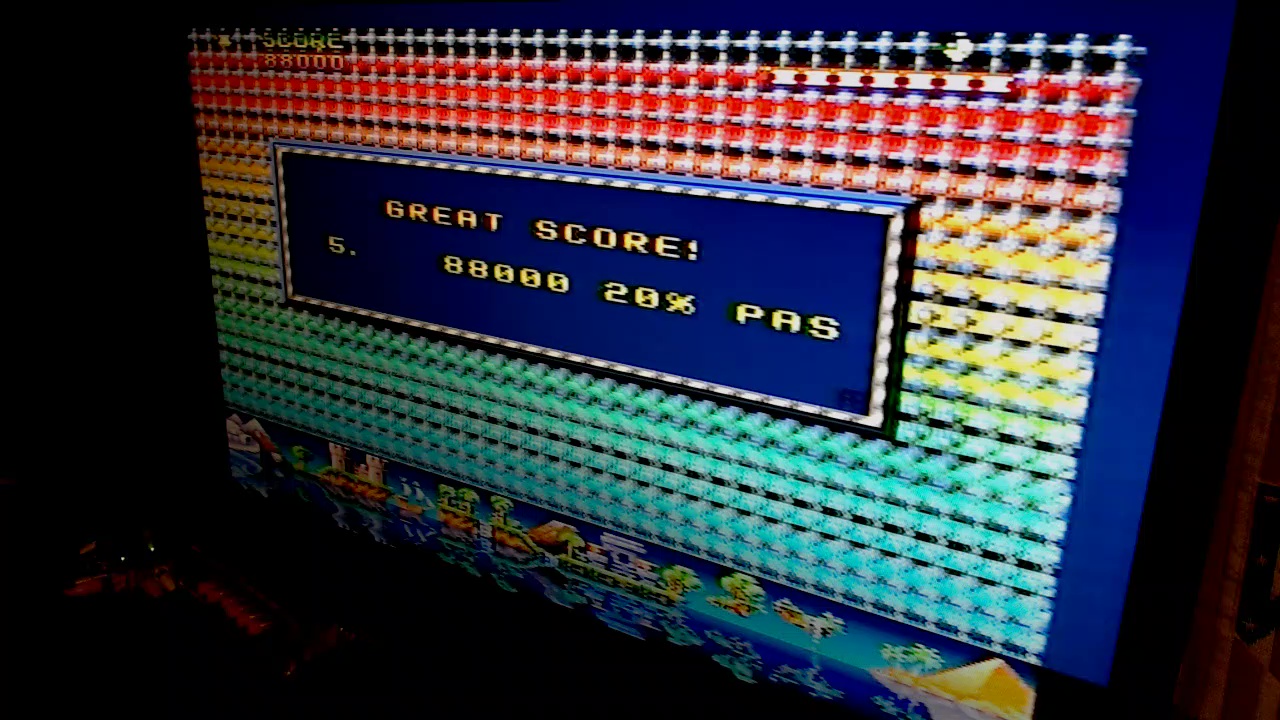 SCORE
88000
GREAT SCORE!
5. 88000 20% PAS